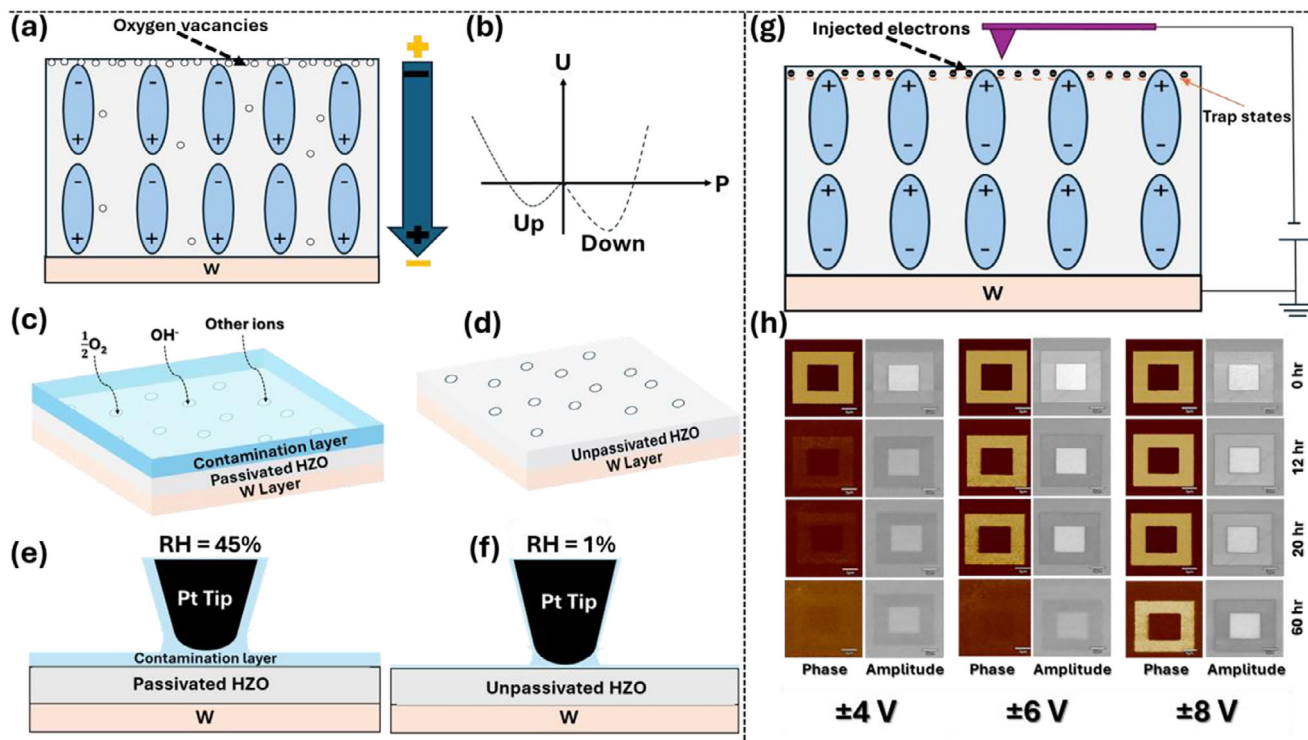 (a)
Oxygen vacancies
- - - - -
+ + + + +
- - - - -
+ + + + +
W
+
-
+
-
(b)
U
P
Up
Down
(c)
½O₂
OH⁻
Other ions
Contamination layer
Passivated HZO
W Layer
(d)
Unpassivated HZO
W Layer
(e)
RH = 45%
Pt Tip
Contamination layer
Passivated HZO
W
(f)
RH = 1%
Pt Tip
Unpassivated HZO
W
(g)
Injected electrons
Trap states
+ + + + +
- - - - -
+ + + + +
- - - - -
W
(h)
0 hr
12 hr
20 hr
60 hr
Phase Amplitude Phase Amplitude Phase Amplitude
±4 V ±6 V ±8 V